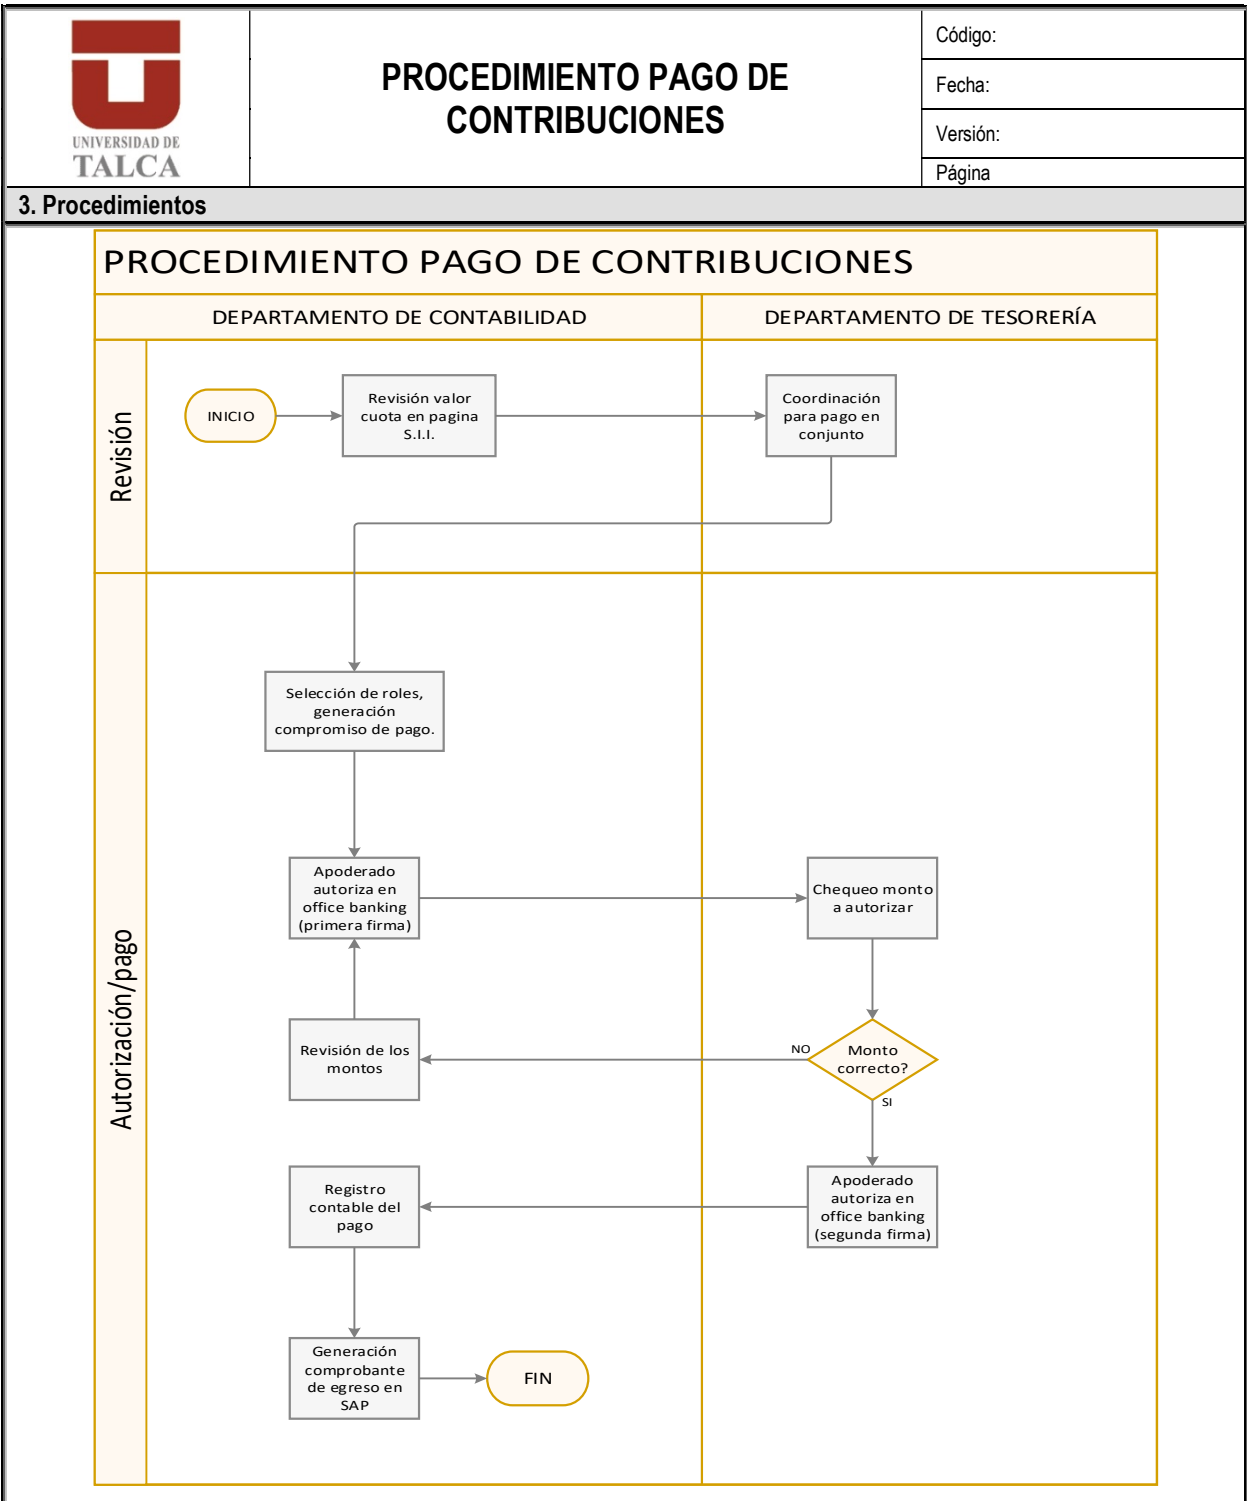 UNIVERSIDAD DE
TALCA
PROCEDIMIENTO PAGO DE
CONTRIBUCIONES
Código:
Fecha:
Versión:
Página
3. Procedimientos
PROCEDIMIENTO PAGO DE CONTRIBUCIONES
DEPARTAMENTO DE CONTABILIDAD
DEPARTAMENTO DE TESORERÍA
Revisión
INICIO
Revisión valor
cuota en pagina
S.I.I.
Coordinación
para pago en
conjunto
Autorización/pago
Selección de roles,
generación
compromiso de pago.
Apoderado
autoriza en
office banking
(primera firma)
Chequeo monto
a autorizar
Monto
correcto?
NO
SI
Revisión de los
montos
Apoderado
autoriza en
office banking
(segunda firma)
Registro
contable del
pago
Generación
comprobante
de egreso en
SAP
FIN